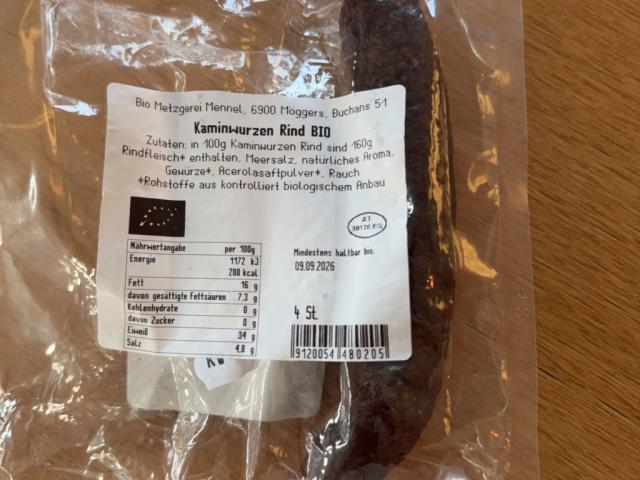 Bio Metzgerei Mennel, 6900 Möggers, Buchans 51
Kaminwurzen Rind BIO
Zutaten: in 100g Kaminwurzen Rind sind 160g
Rindfleisch+ enthalten, Meersalz, natürliches Aroma,
Gewürze+, Acerolasaftpulver+, Rauch
+Rohstoffe aus kontrolliert biologischem Anbau
AT
Nährwertangabe per 100g
Energie 1172 kJ
280 kcal
Fett 16 g
davon gesättigte Fettsäuren 7,3 g
Kohlenhydrate 0 g
davon Zucker 0 g
Eiweiß 34 g
Salz 4,8 g
Mindestens haltbar bis:
09.09.2026
4 St.
9120054 480205